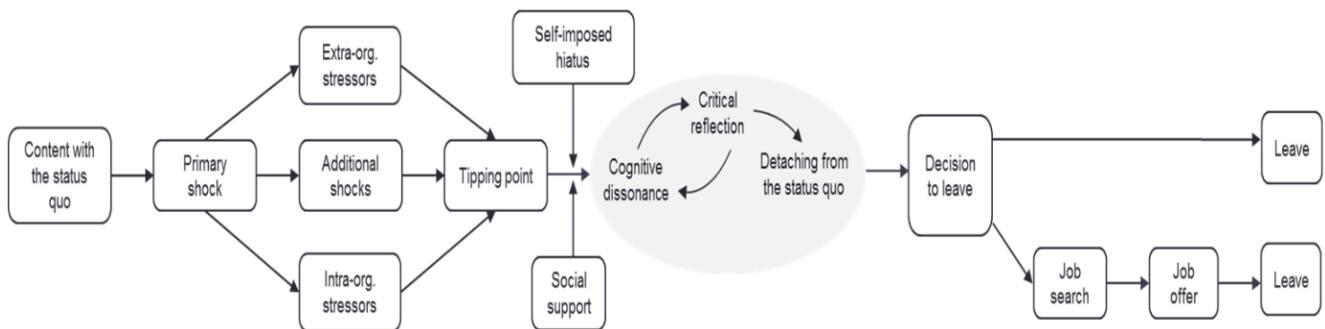 Content with
the status
quo
Primary
shock
Extra-org.
stressors
Additional
shocks
Intra-org.
stressors
Tipping point
Self-imposed
hiatus
Social
support
Cognitive
dissonance
Critical
reflection
Detaching from
the status quo
Decision
to leave
Leave
Job
search
Job
offer
Leave